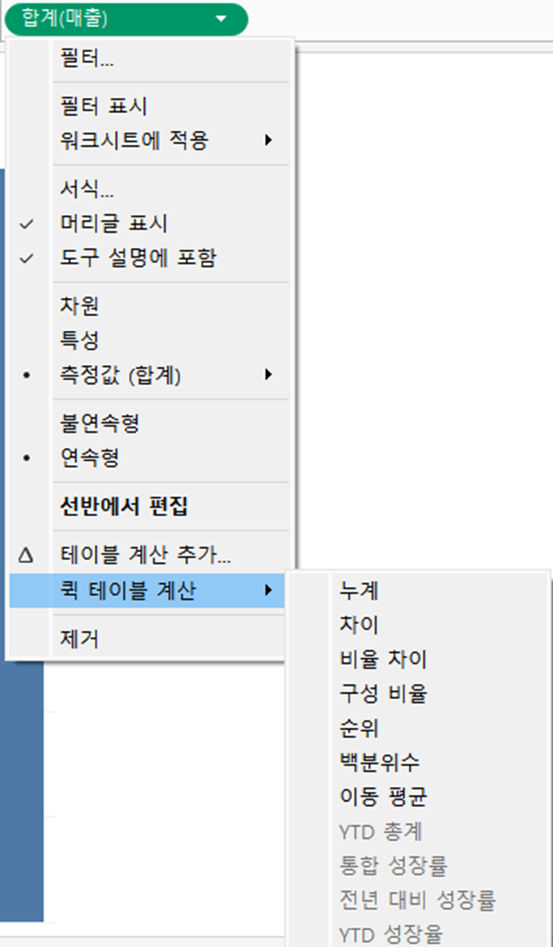 합계(매출)
필터...
필터 표시
워크시트에 적용
서식...
머리글 표시
도구 설명에 포함
차원
특성
측정값 (합계)
불연속형
연속형
선반에서 편집
테이블 계산 추가...
퀵 테이블 계산
제거
누계
차이
비율 차이
구성 비율
순위
백분위수
이동 평균
YTD 총계
통합 성장률
전년 대비 성장률
YTD 성장율